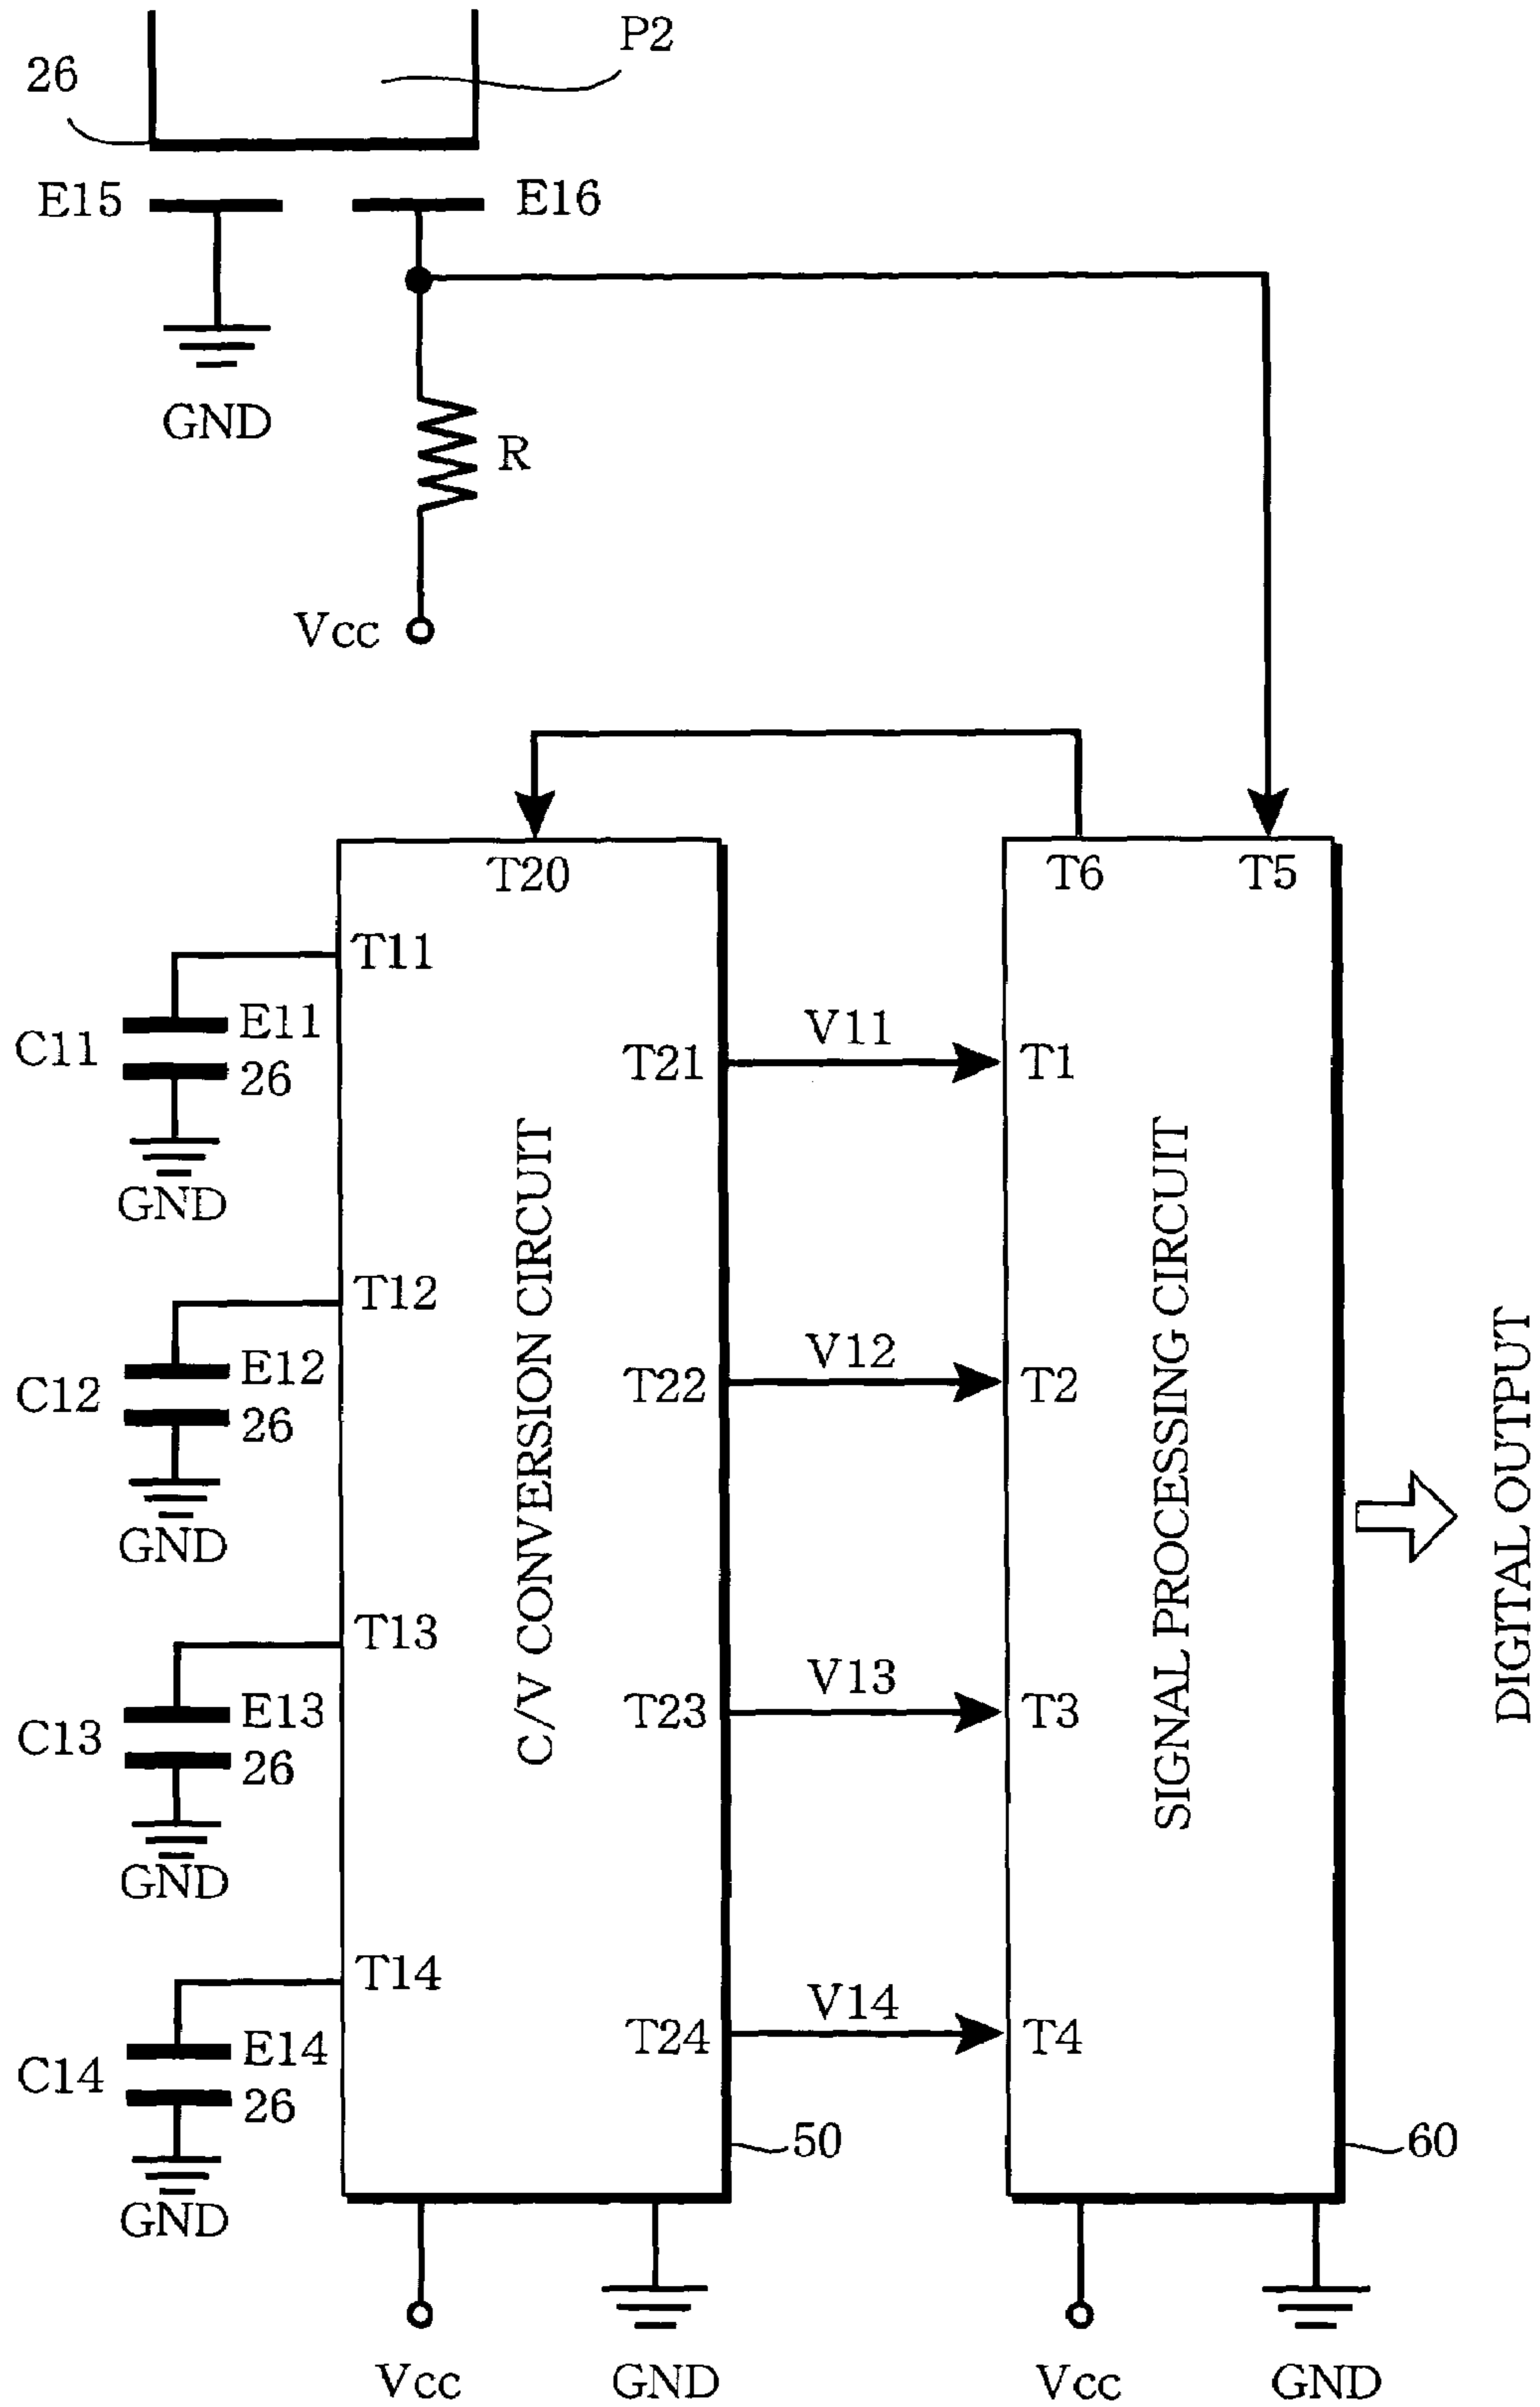 P2
26
E15
E16
GND
R
Vcc
T20
T6
T5
T11
E11
C11
26
GND
T21
V11
T1
T12
E12
C12
26
GND
T22
V12
T2
C/V CONVERSION CIRCUIT
SIGNAL PROCESSING CIRCUIT
DIGITAL OUTPUT
T13
E13
C13
26
GND
T23
V13
T3
T14
E14
C14
26
GND
T24
V14
T4
50
60
Vcc
GND
Vcc
GND